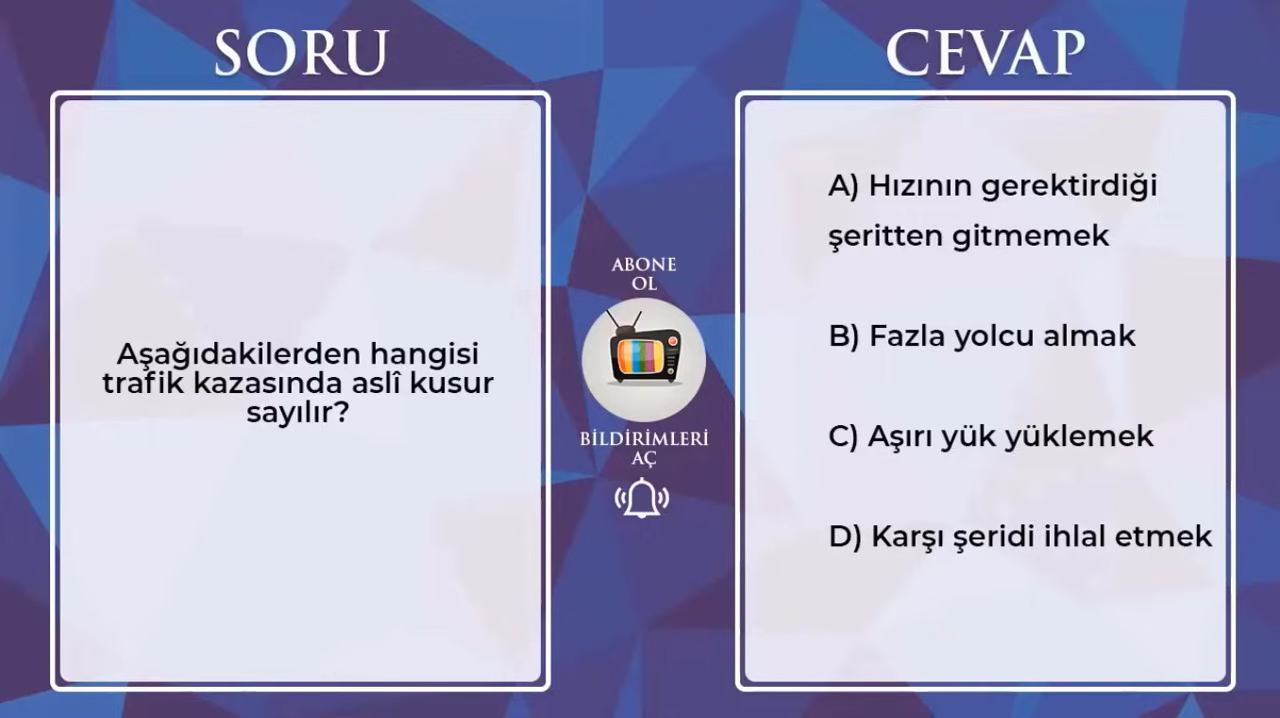 SORU
Aşağıdakilerden hangisi
trafik kazasında aslî kusur
sayılır?
ABONE
OL
BİLDİRİMLERİ
AÇ
CEVAP
A) Hızının gerektirdiği
şeritten gitmemek
B) Fazla yolcu almak
C) Aşırı yük yüklemek
D) Karşı şeridi ihlal etmek